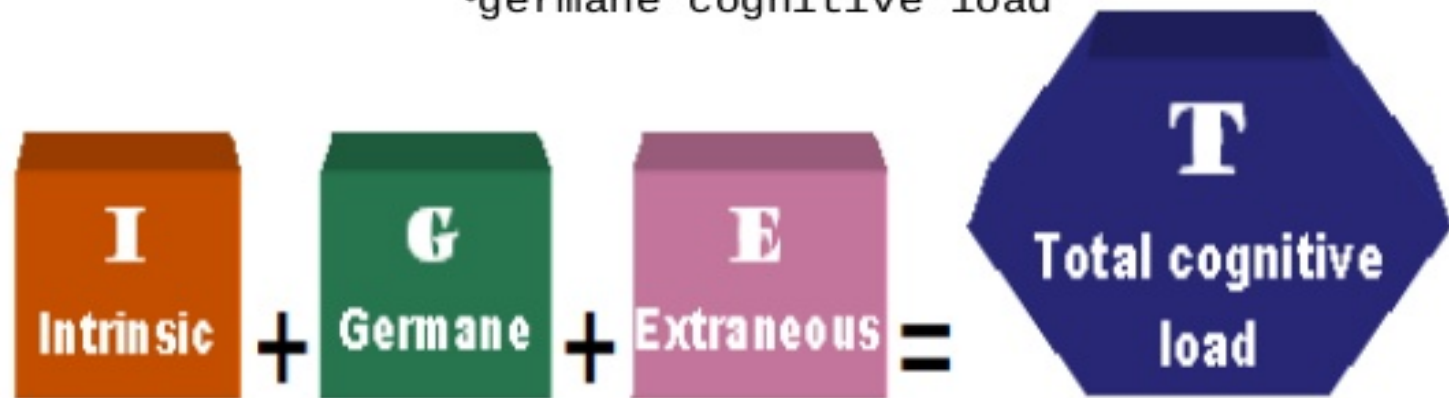 germane cognitive load
I
Intrinsic
+
G
Germane
+
E
Extraneous
=
T
Total cognitive
load